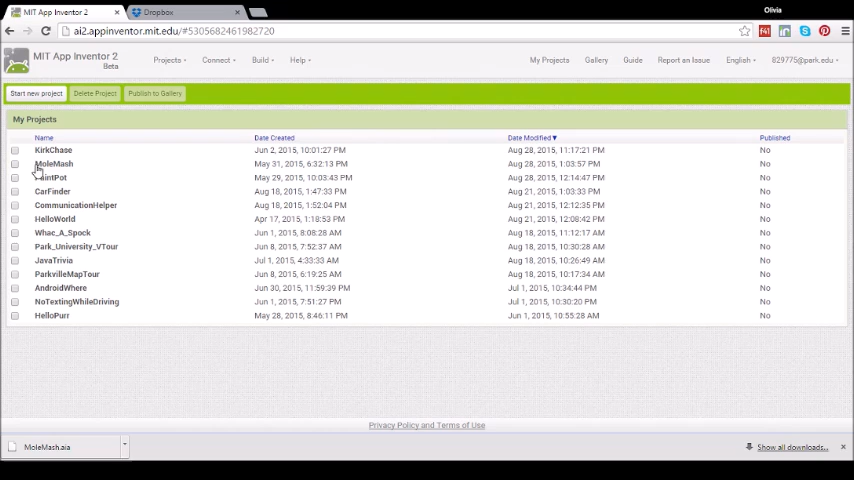 Olivia
MIT App Inventor 2
Dropbox
ai2.appinventor.mit.edu/#5305682461982720
MIT App Inventor 2
Beta
Projects
Connect
Build
Help
My Projects
Gallery
Guide
Report an Issue
English
829775@park.edu
Start new project
Delete Project
Publish to Gallery
My Projects
Name Date Created Date Modified Published
KirkChase Jun 2, 2015, 10:01:27 PM Aug 28, 2015, 11:17:21 PM No
MoleMash May 31, 2015, 6:32:13 PM Aug 28, 2015, 1:03:57 PM No
PaintPot May 29, 2015, 10:03:43 PM Aug 28, 2015, 12:14:47 PM No
CarFinder Aug 18, 2015, 1:47:33 PM Aug 21, 2015, 1:03:33 PM No
CommunicationHelper Aug 18, 2015, 1:52:04 PM Aug 21, 2015, 12:12:35 PM No
HelloWorld Apr 17, 2015, 1:18:53 PM Aug 21, 2015, 12:08:42 PM No
Whac_A_Spock Jun 1, 2015, 8:08:28 AM Aug 18, 2015, 11:12:17 AM No
Park_University_VTour Jun 8, 2015, 7:52:37 AM Aug 18, 2015, 10:30:28 AM No
JavaTrivia Jul 1, 2015, 4:33:33 AM Aug 18, 2015, 10:26:49 AM No
ParkvilleMapTour Jun 8, 2015, 6:19:25 AM Aug 18, 2015, 10:17:34 AM No
AndroidWhere Jun 30, 2015, 11:59:39 PM Jul 1, 2015, 10:34:44 PM No
NoTextingWhileDriving Jun 1, 2015, 7:51:27 PM Jul 1, 2015, 10:30:20 PM No
HelloPurr May 28, 2015, 8:46:11 PM Jun 1, 2015, 10:55:28 AM No
Privacy Policy and Terms of Use
MoleMash.aia
Show all downloads...